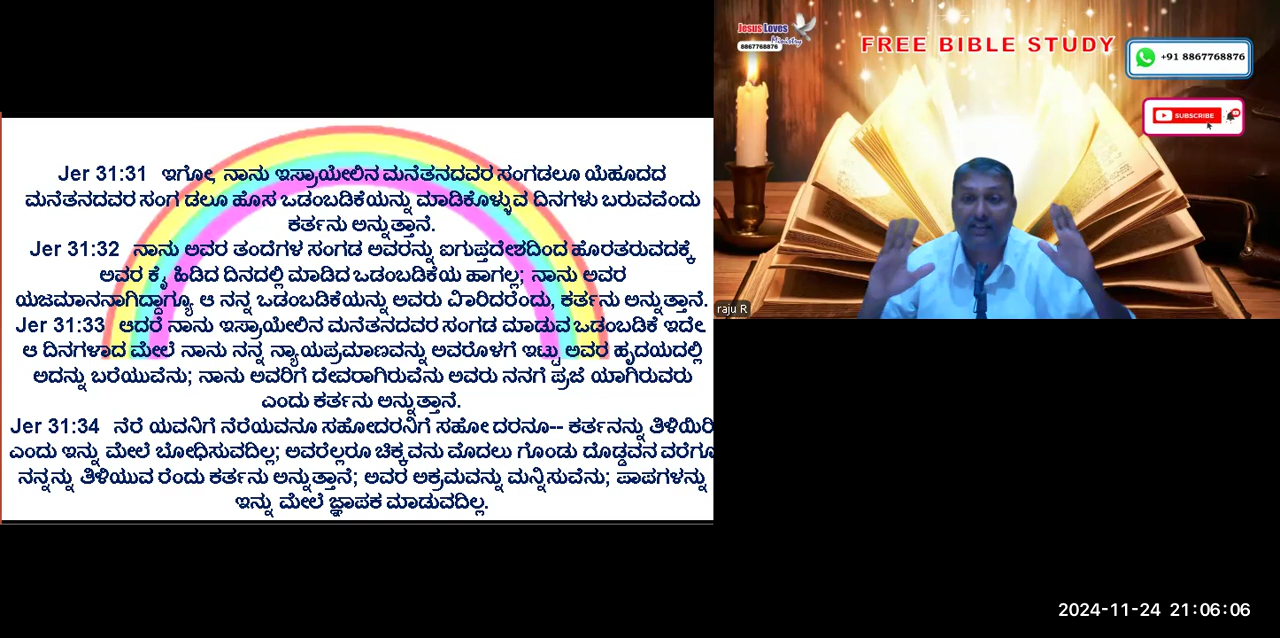 Jer 31:31 ಇಗೋ, ನಾನು ಇಸ್ರಾಯೇಲಿನ ಮನೆತನದವರ ಸಂಗಡಲೂ ಯೆಹೂದದ
ಮನೆತನದವರ ಸಂಗ ಡಲೂ ಹೊಸ ಒಡಂಬಡಿಕೆಯನ್ನು ಮಾಡಿಕೊಳ್ಳುವ ದಿನಗಳು ಬರುವವೆಂದು
ಕರ್ತನು ಅನ್ನುತ್ತಾನೆ.
Jer 31:32 ನಾನು ಅವರ ತಂದೆಗಳ ಸಂಗಡ ಅವರನ್ನು ಐಗುಪ್ತದೇಶದಿಂದ ಹೊರತರುವದಕ್ಕೆ
ಅವರ ಕೈ ಹಿಡಿದ ದಿನದಲ್ಲಿ ಮಾಡಿದ ಒಡಂಬಡಿಕೆಯ ಹಾಗಲ್ಲ; ನಾನು ಅವರ
ಯಜಮಾನನಾಗಿದ್ದಾಗ್ಯೂ ಆ ನನ್ನ ಒಡಂಬಡಿಕೆಯನ್ನು ಅವರು ಮಿಾರಿದರೆಂದು, ಕರ್ತನು ಅನ್ನುತ್ತಾನೆ.
Jer 31:33 ಆದರೆ ನಾನು ಇಸ್ರಾಯೇಲಿನ ಮನೆತನದವರ ಸಂಗಡ ಮಾಡುವ ಒಡಂಬಡಿಕೆ ಇದೇ.
ಆ ದಿನಗಳಾದ ಮೇಲೆ ನಾನು ನನ್ನ ನ್ಯಾಯಪ್ರಮಾಣವನ್ನು ಅವರೊಳಗೆ ಇಟ್ಟು ಅವರ ಹೃದಯದಲ್ಲಿ
ಅದನ್ನು ಬರೆಯುವೆನು; ನಾನು ಅವರಿಗೆ ದೇವರಾಗಿರುವೆನು ಅವರು ನನಗೆ ಪ್ರಜೆ ಯಾಗಿರುವರು
ಎಂದು ಕರ್ತನು ಅನ್ನುತ್ತಾನೆ.
Jer 31:34 ನೆರೆ ಯವನಿಗೆ ನೆರೆಯವನೂ ಸಹೋದರನಿಗೆ ಸಹೋ ದರನೂ-- ಕರ್ತನನ್ನು ತಿಳಿಯಿರಿ
ಎಂದು ಇನ್ನು ಮೇಲೆ ಬೋಧಿಸುವದಿಲ್ಲ; ಅವರೆಲ್ಲರೂ ಚಿಕ್ಕವನು ಮೊದಲು ಗೊಂಡು ದೊಡ್ಡವನ ವರೆಗೂ
ನನ್ನನ್ನು ತಿಳಿಯುವ ರೆಂದು ಕರ್ತನು ಅನ್ನುತ್ತಾನೆ; ಅವರ ಅಕ್ರಮವನ್ನು ಮನ್ನಿಸುವೆನು; ಪಾಪಗಳನ್ನು
ಇನ್ನು ಮೇಲೆ ಜ್ಞಾಪಕ ಮಾಡುವದಿಲ್ಲ.
Jesus Loves
Ministry
8867768876
FREE BIBLE STUDY
+91 8867768876
SUBSCRIBE
raju R
2024-11-24 21:06:06